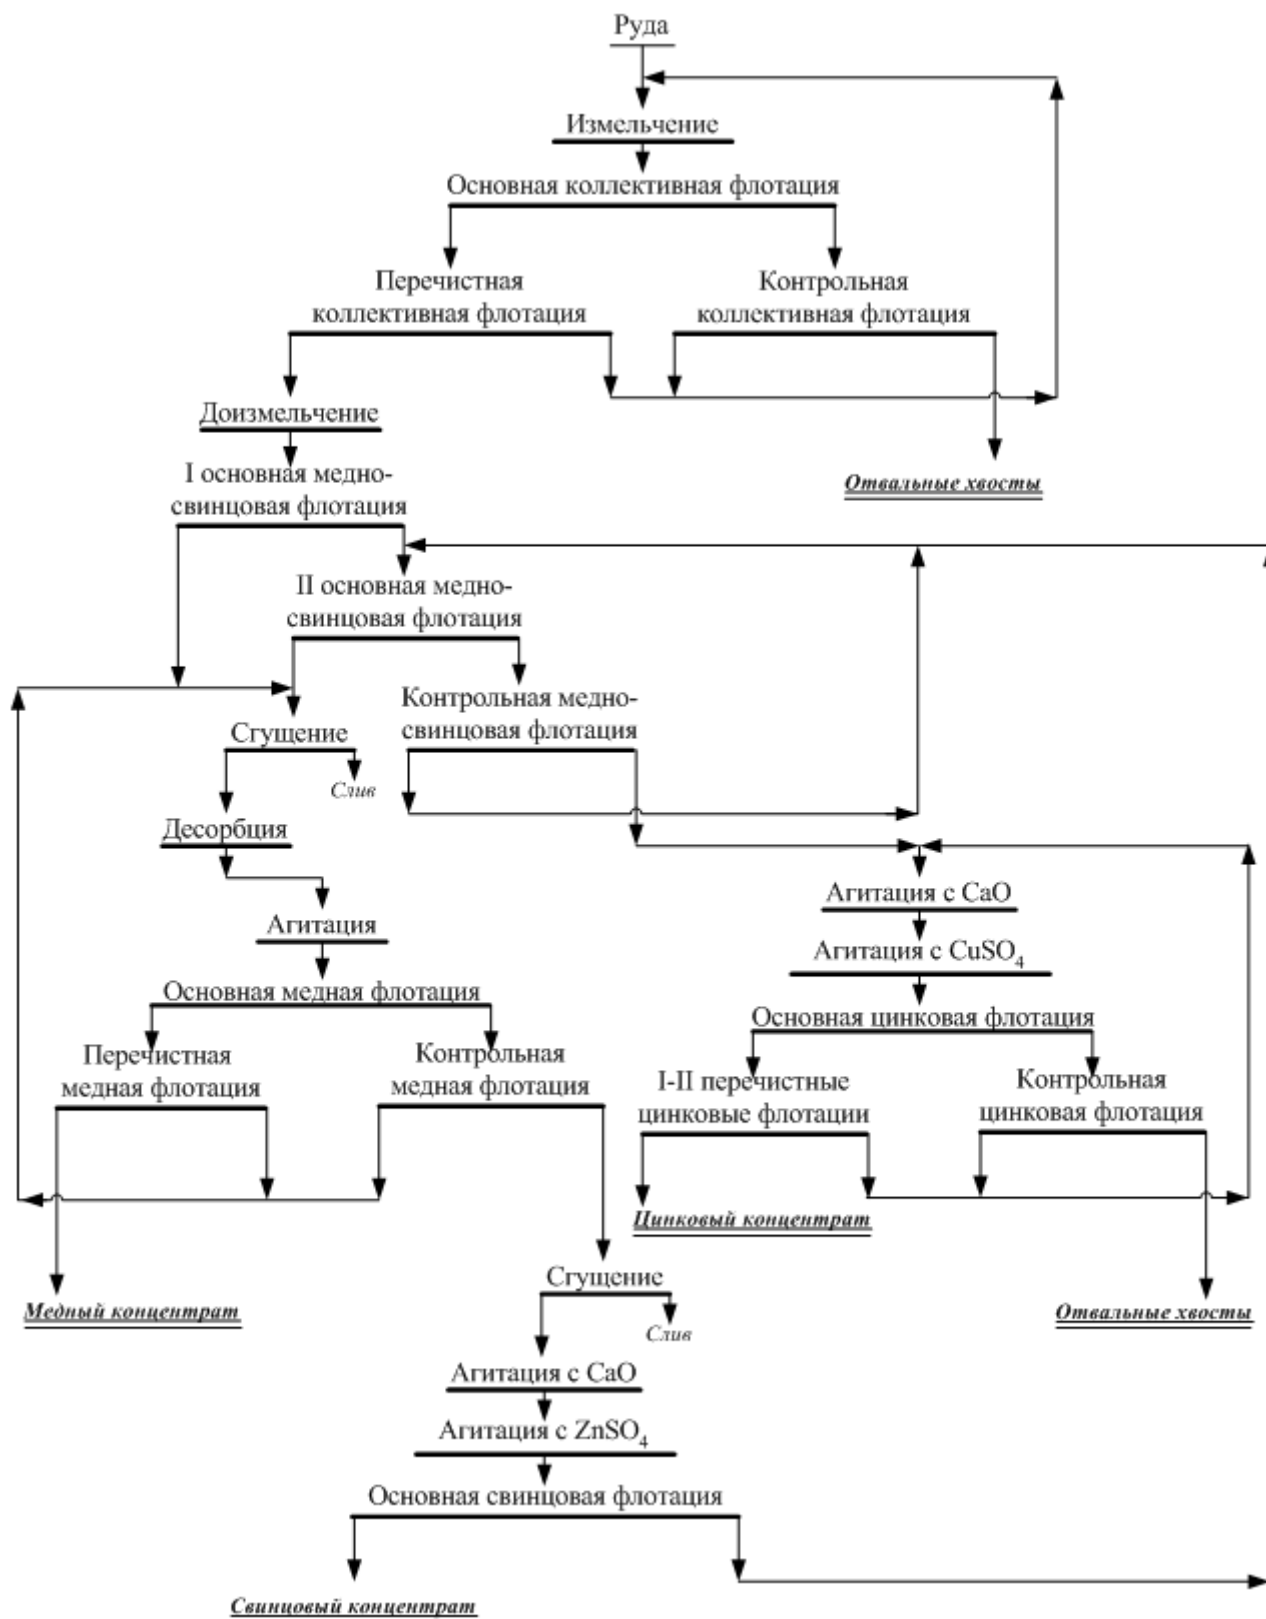 Руда
Измельчение
Основная коллективная флотация
Перечистная
коллективная флотация
Контрольная
коллективная флотация
Доизмельчение
I основная медно-
свинцовая флотация
Отвальные хвосты
II основная медно-
свинцовая флотация
Контрольная медно-
свинцовая флотация
Сгущение
Слив
Десорбция
Агитация
Агитация с CaO
Агитация с CuSO4
Основная медная флотация
Основная цинковая флотация
Перечистная
медная флотация
Контрольная
медная флотация
I-II перечистные
цинковые флотации
Контрольная
цинковая флотация
Цинковый концентрат
Сгущение
Медный концентрат
Слив
Отвальные хвосты
Агитация с CaO
Агитация с ZnSO4
Основная свинцовая флотация
Свинцовый концентрат